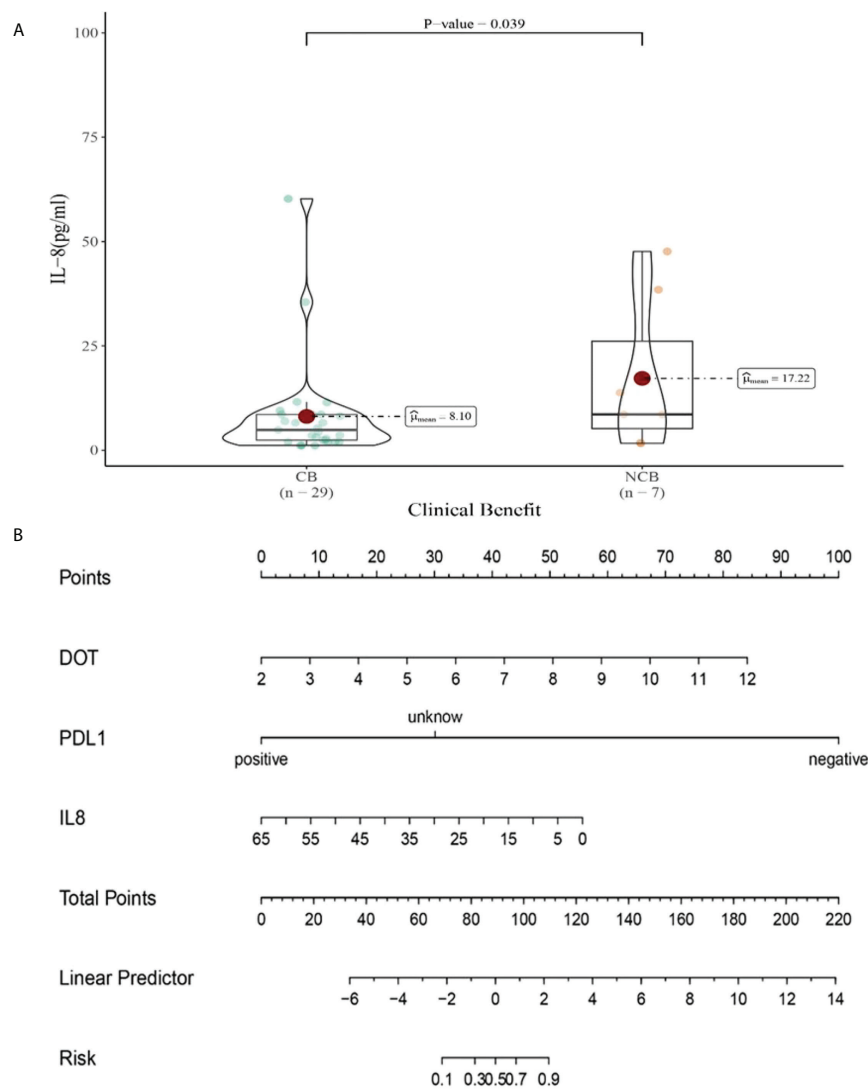 A
P-value - 0.039
100
75
50
25
0
IL-8(pg/ml)
μ̂mean - 8.10
μ̂mean = 17.22
CB
(n - 29)
NCB
(n - 7)
Clinical Benefit
B
Points
0 10 20 30 40 50 60 70 80 90 100
DOT
2 3 4 5 6 7 8 9 10 11 12
PDL1
unknow
positive negative
IL8
65 55 45 35 25 15 5 0
Total Points
0 20 40 60 80 100 120 140 160 180 200 220
Linear Predictor
-6 -4 -2 0 2 4 6 8 10 12 14
Risk
0.1 0.3 0.5 0.7 0.9